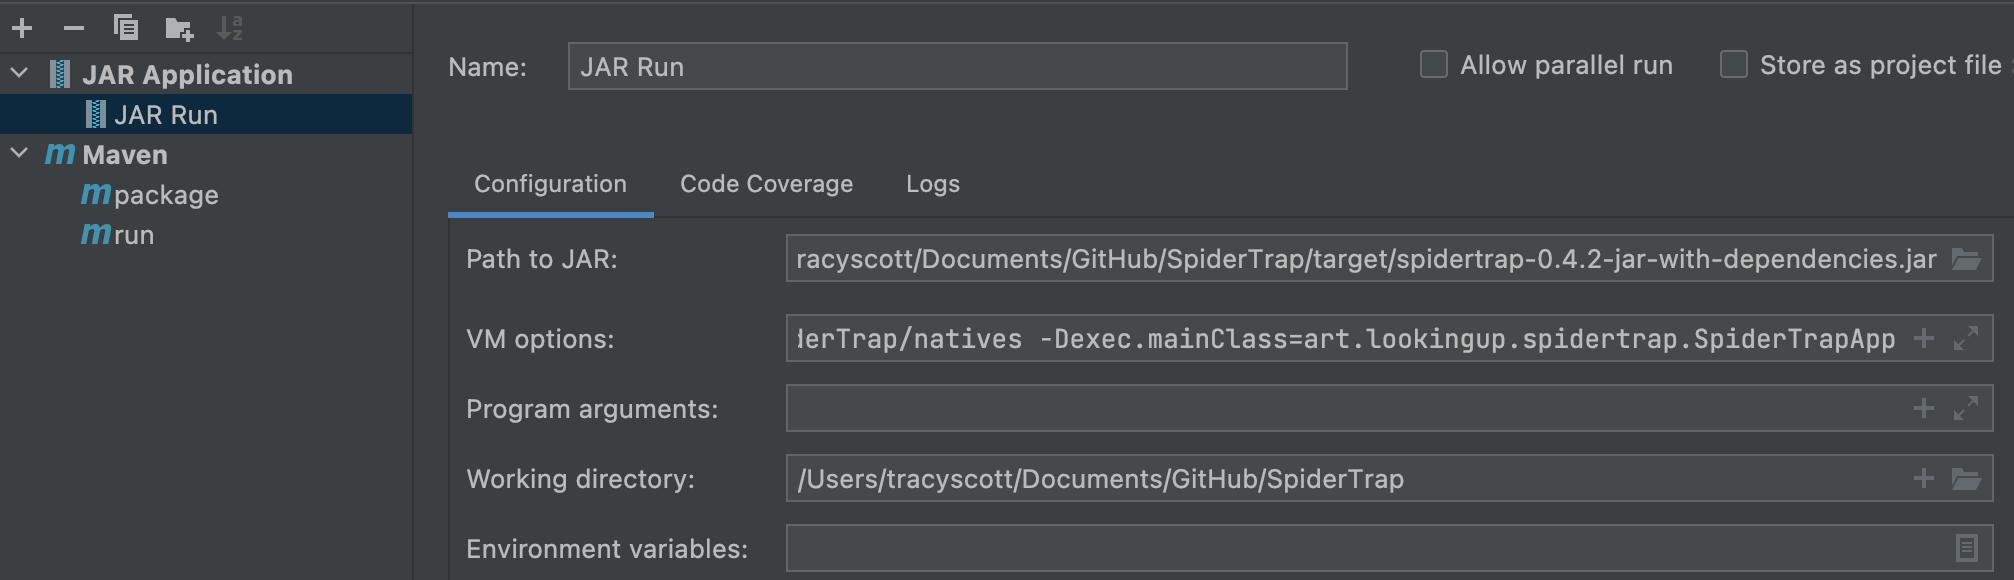 JAR Application
JAR Run
Maven
package
run
Name: JAR Run
Allow parallel run
Store as project file
Configuration Code Coverage Logs
Path to JAR: racyscott/Documents/GitHub/SpiderTrap/target/spidertrap-0.4.2-jar-with-dependencies.jar
VM options: derTrap/natives -Dexec.mainClass=art.lookingup.spidertrap.SpiderTrapApp
Program arguments:
Working directory: /Users/tracyscott/Documents/GitHub/SpiderTrap
Environment variables: